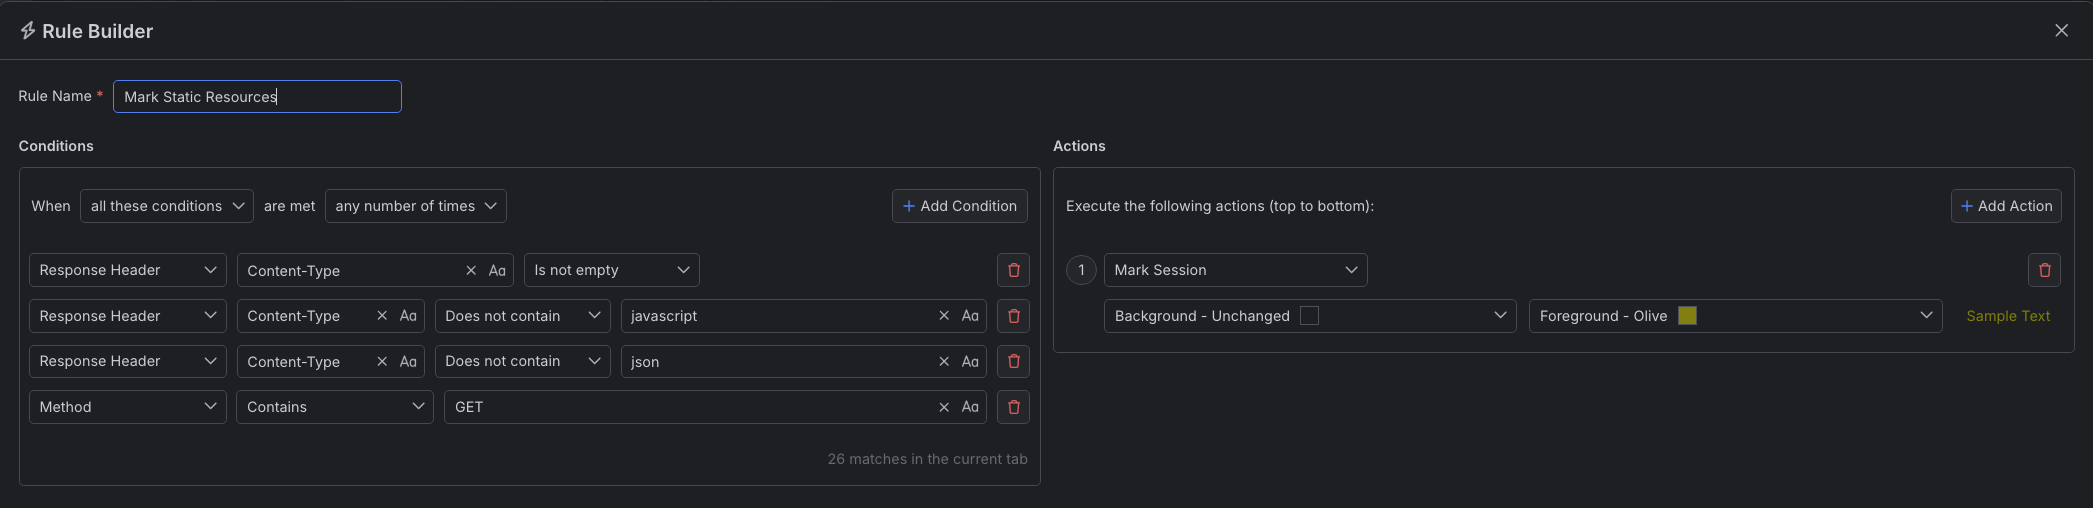 Rule Builder
Rule Name * Mark Static Resources
Conditions
When all these conditions are met any number of times + Add Condition
Response Header Content-Type Aa Is not empty
Response Header Content-Type Aa Does not contain javascript Aa
Response Header Content-Type Aa Does not contain json Aa
Method Contains GET Aa
26 matches in the current tab
Actions
Execute the following actions (top to bottom): + Add Action
1 Mark Session
Background - Unchanged Foreground - Olive Sample Text